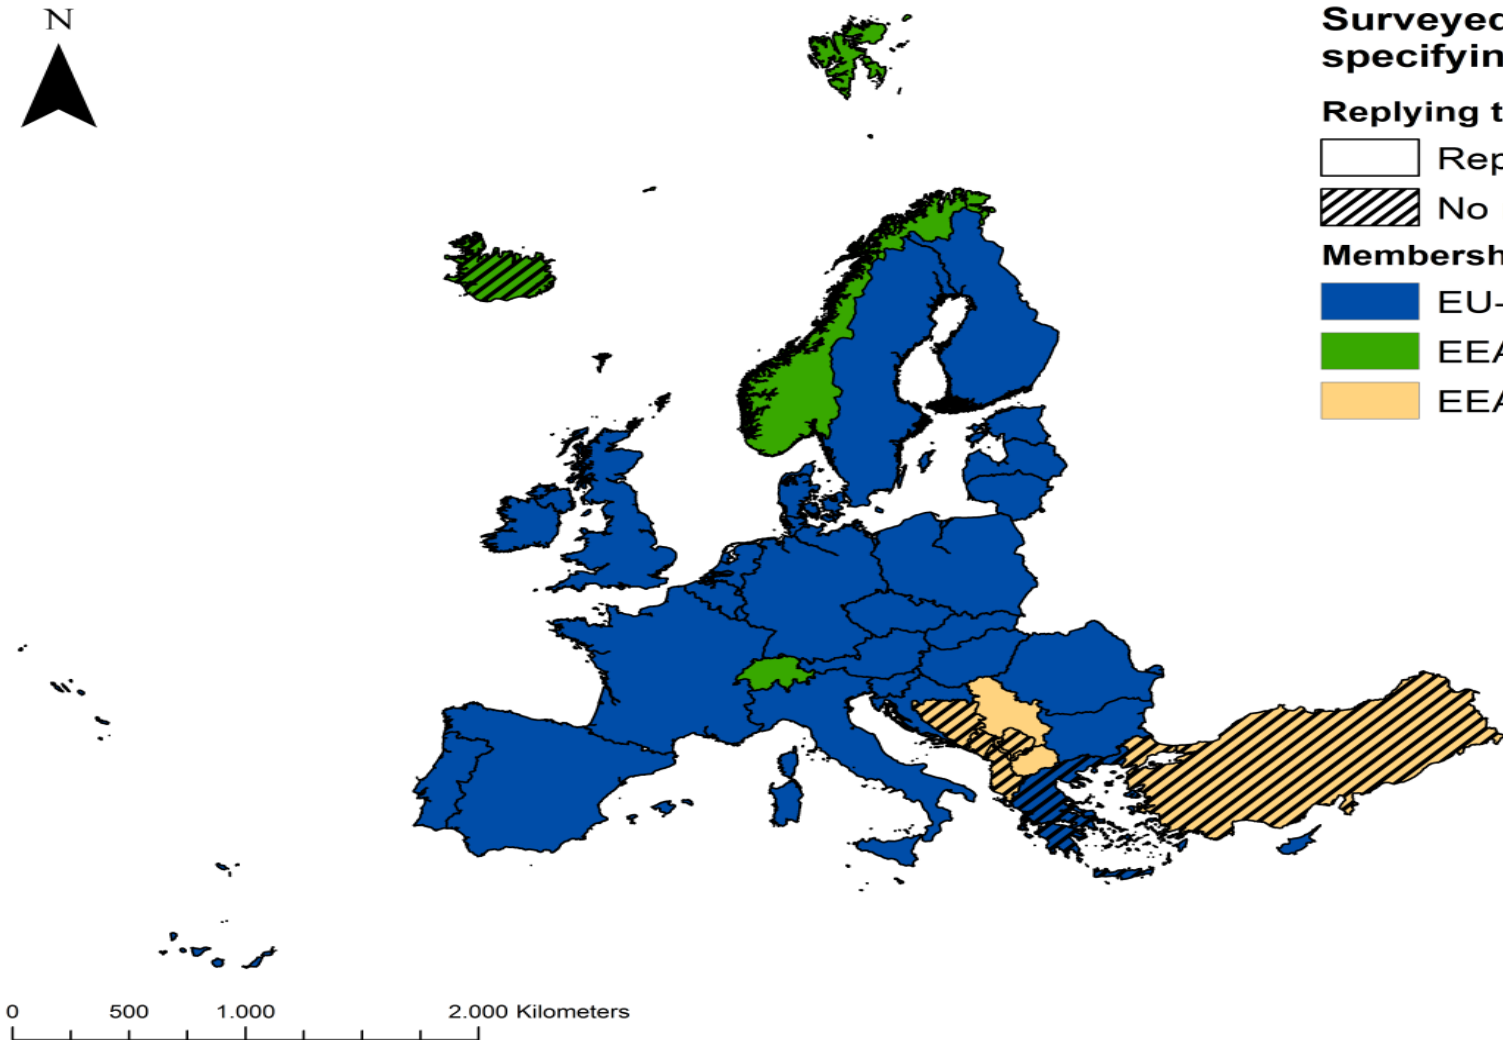 N
Surveyed
specifyin
Replying t
Rep
No
Membersh
EU-
EEA
EEA
0 500 1.000 2.000 Kilometers